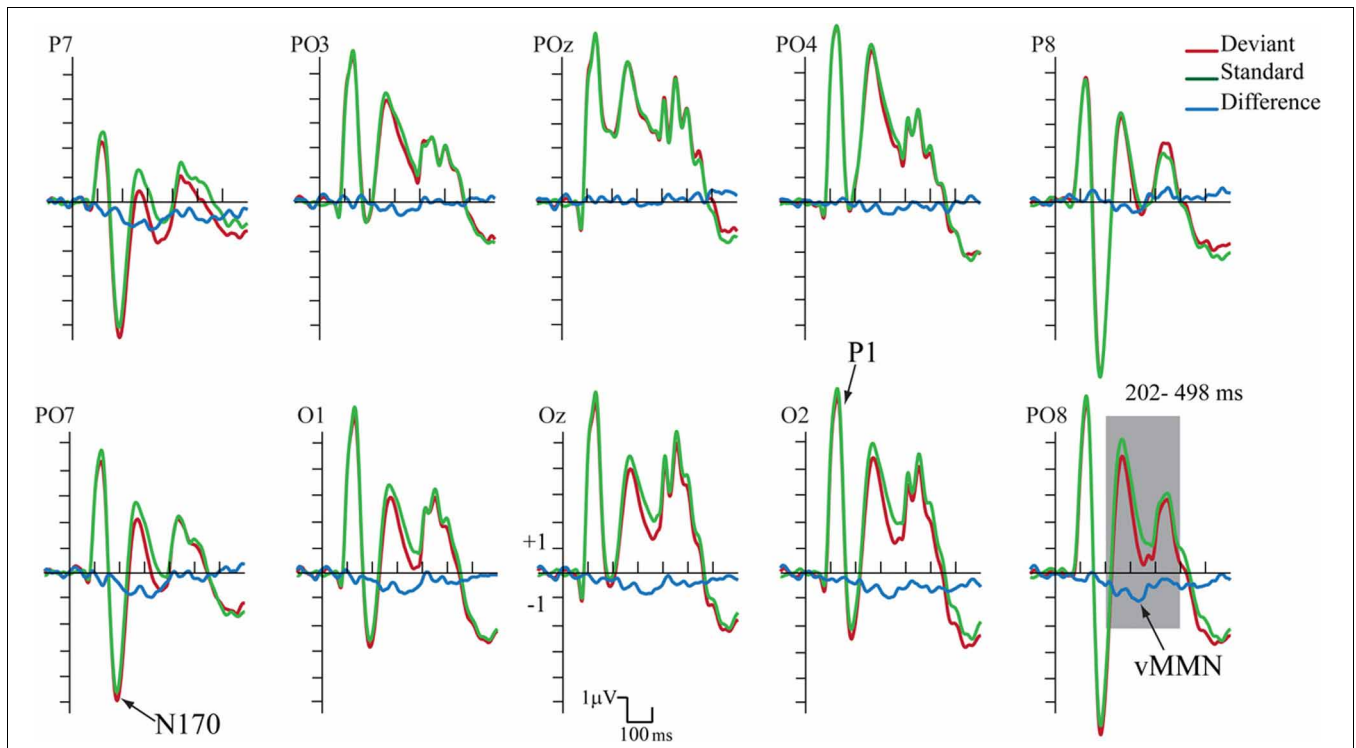 P7
PO3
POz
PO4
P8
Deviant
Standard
Difference
P1
202- 498 ms
PO7
O1
Oz
O2
PO8
+1
-1
vMMN
N170
1μV
100 ms